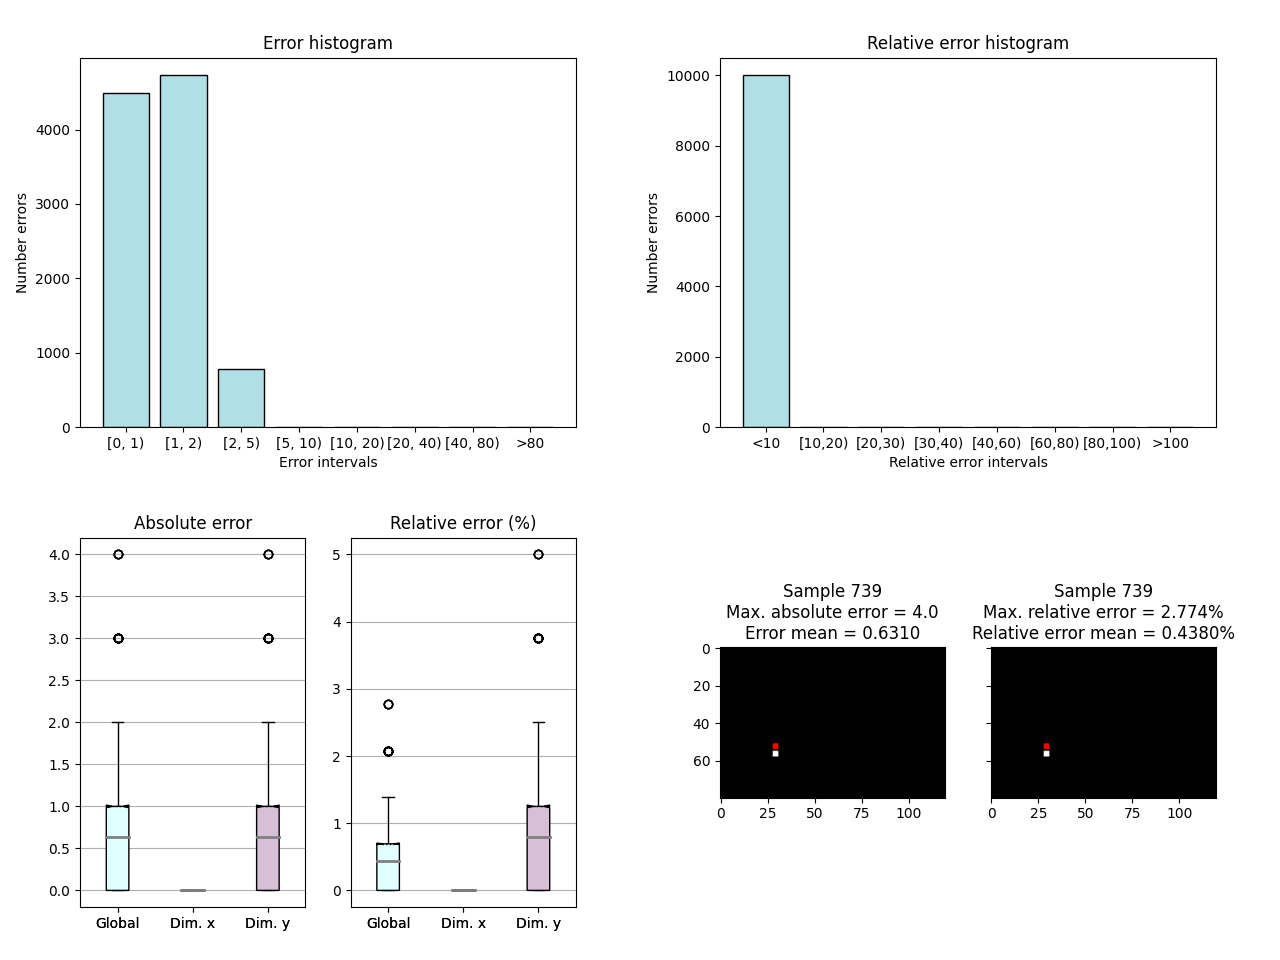 Error histogram
Number errors
4000
3000
2000
1000
0
[0, 1) [1, 2) [2, 5) [5, 10) [10, 20) [20, 40) [40, 80) >80
Error intervals
Relative error histogram
Number errors
10000
8000
6000
4000
2000
0
<10 [10,20) [20,30) [30,40) [40,60) [60,80) [80,100) >100
Relative error intervals
Absolute error
4.0
3.5
3.0
2.5
2.0
1.5
1.0
0.5
0.0
Global Dim. x Dim. y
Relative error (%)
5
4
3
2
1
0
Global Dim. x Dim. y
Sample 739
Max. absolute error = 4.0
Error mean = 0.6310
0
20
40
60
0 25 50 75 100
Sample 739
Max. relative error = 2.774%
Relative error mean = 0.4380%
0 25 50 75 100